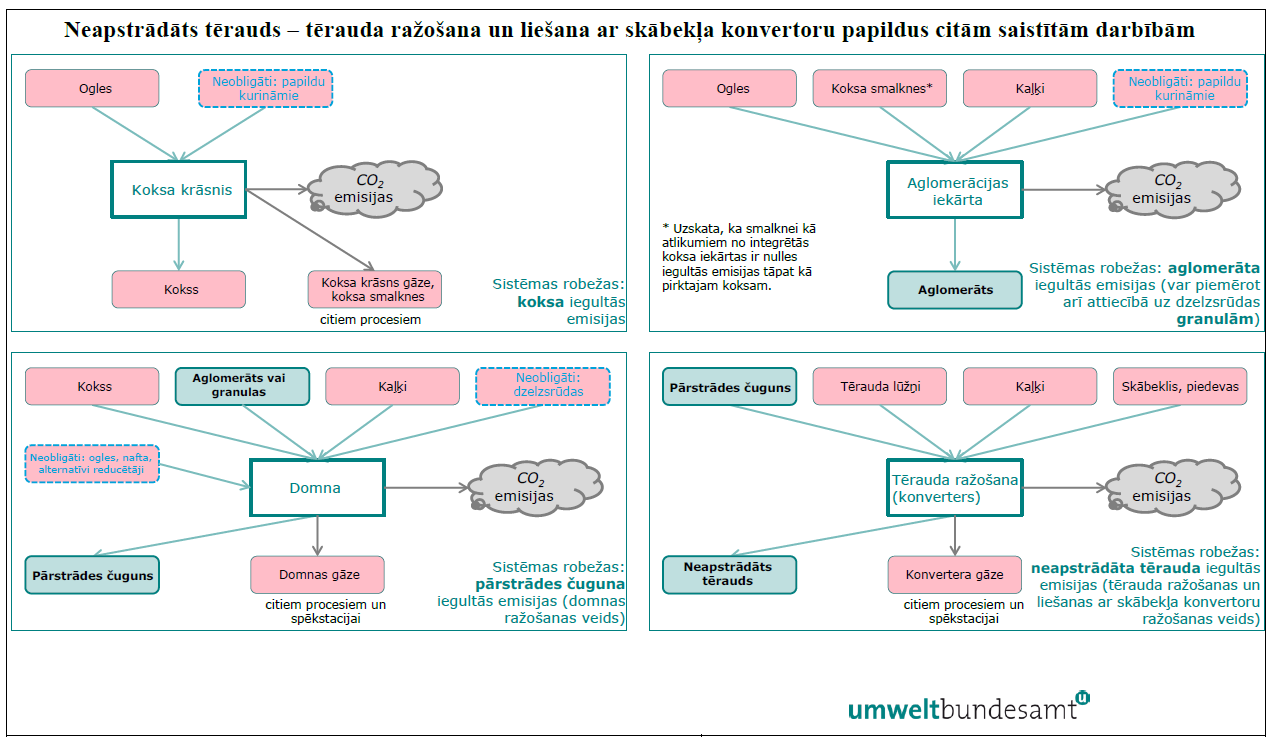 Neapstrādāts tērauds – tērauda ražošana un liešana ar skābekļa konvertoru papildus citām saistītām darbībām
Ogles
Neobligāti: papildu
kurināmie
Koksa krāsnis
CO2
emisijas
Kokss
Koksa krāsns gāze,
koksa smalknes
citiem procesiem
Sistēmas robežas:
koksa iegultās
emisijas
Ogles
Koksa smalknes*
Kaļķi
Neobligāti: papildu
kurināmie
Aglomerācijas
iekārta
CO2
emisijas
* Uzskata, ka smalknei kā
atlikumiem no integrētās
koksa iekārtas ir nulles
iegultās emisijas tāpat kā
pirktajam koksam.
Aglomerāts
Sistēmas robežas: aglomerāta
iegultās emisijas (var piemērot
arī attiecībā uz dzelzsrūdas
granulām)
Kokss
Aglomerāts vai
granulas
Kaļķi
Neobligāti:
dzelzsrūdas
Neobligāti: ogles, nafta,
alternatīvi reducētāji
Domna
CO2
emisijas
Pārstrādes čuguns
Domnas gāze
citiem procesiem un
spēkstacijai
Sistēmas robežas:
pārstrādes čuguna
iegultās emisijas (domnas
ražošanas veids)
Pārstrādes čuguns
Tērauda lūžņi
Kaļķi
Skābeklis, piedevas
Tērauda ražošana
(konverters)
CO2
emisijas
Neapstrādāts
tērauds
Konvertera gāze
citiem procesiem un
spēkstacijai
Sistēmas robežas:
neapstrādāta tērauda iegultās
emisijas (tērauda ražošanas un
liešanas ar skābekļa konvertoru
ražošanas veids)
umweltbundesamt